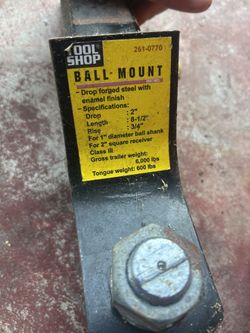 TOOL
SHOP
261-0770
BALL MOUNT
- Drop forged steel with
enamel finish
- Specifications:
Drop : 2"
Length : 8-1/2"
Rise : 3/4"
For 1" diameter ball shank
For 2" square receiver
Class III
Gross trailer weight:
6,000 lbs
Tongue weight: 600 lbs